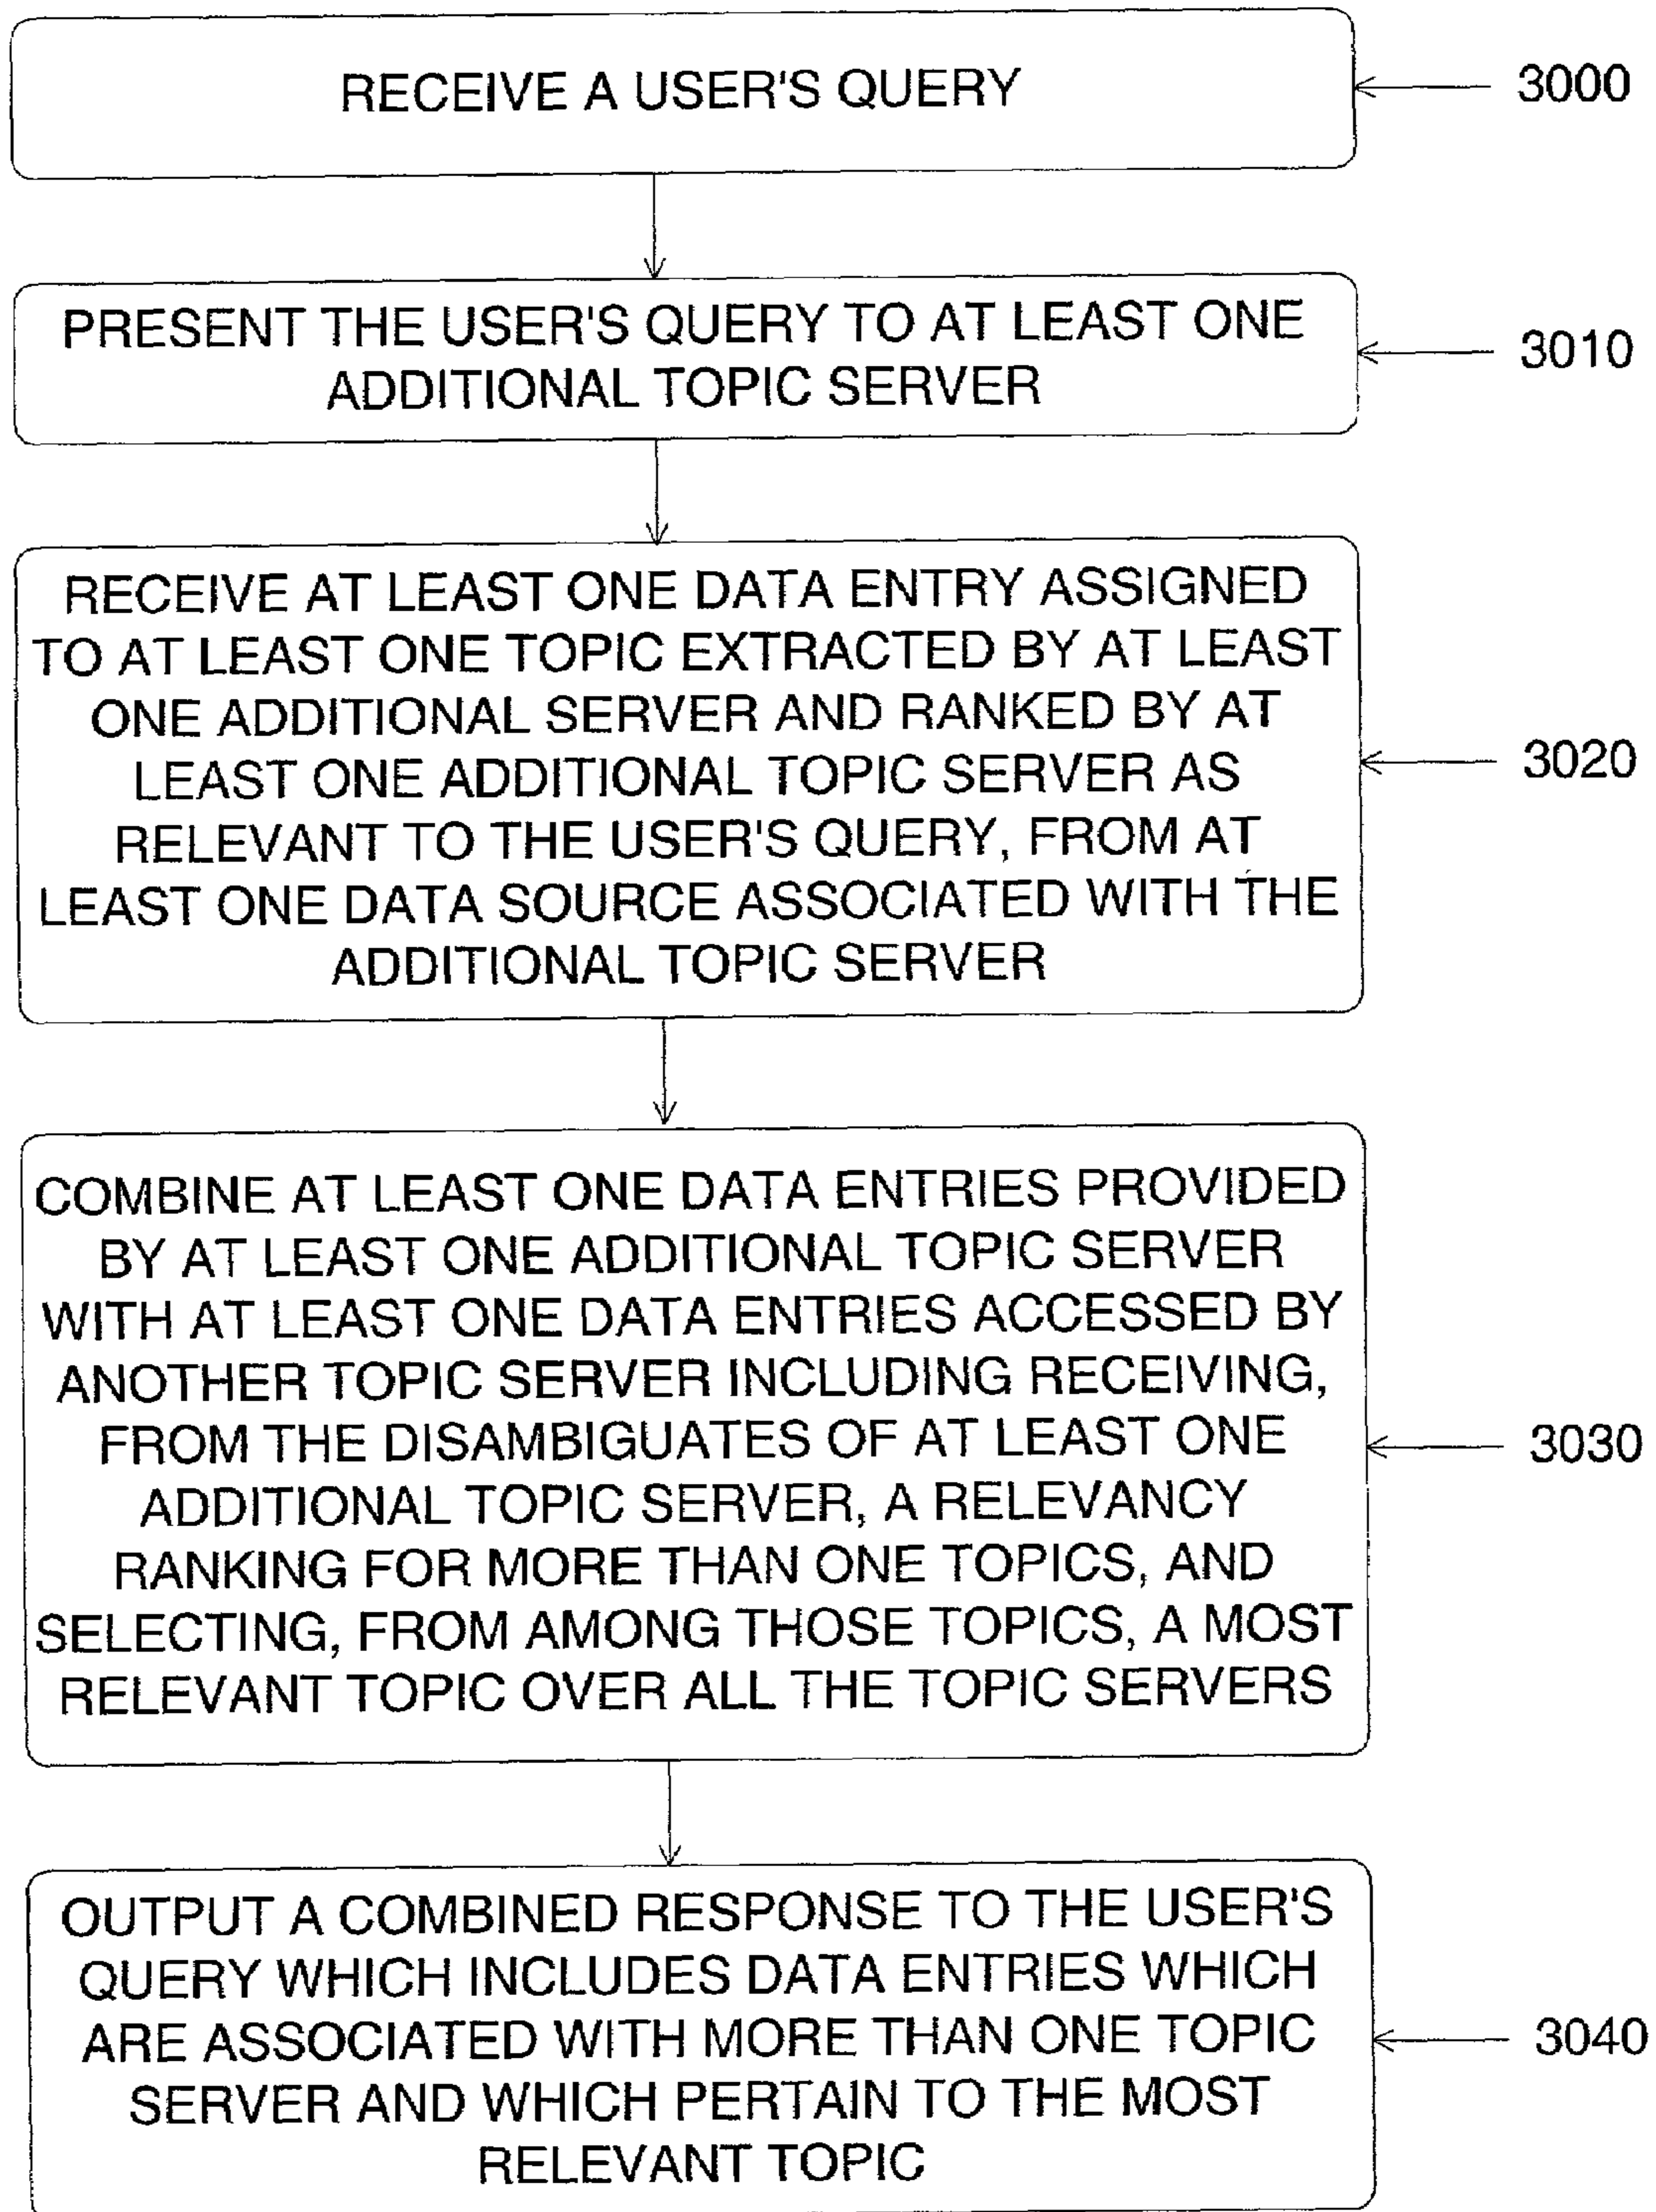 RECEIVE A USER'S QUERY
3000
PRESENT THE USER'S QUERY TO AT LEAST ONE
ADDITIONAL TOPIC SERVER
3010
RECEIVE AT LEAST ONE DATA ENTRY ASSIGNED
TO AT LEAST ONE TOPIC EXTRACTED BY AT LEAST
ONE ADDITIONAL SERVER AND RANKED BY AT
LEAST ONE ADDITIONAL TOPIC SERVER AS
RELEVANT TO THE USER'S QUERY, FROM AT
LEAST ONE DATA SOURCE ASSOCIATED WITH THE
ADDITIONAL TOPIC SERVER
3020
COMBINE AT LEAST ONE DATA ENTRIES PROVIDED
BY AT LEAST ONE ADDITIONAL TOPIC SERVER
WITH AT LEAST ONE DATA ENTRIES ACCESSED BY
ANOTHER TOPIC SERVER INCLUDING RECEIVING,
FROM THE DISAMBIGUATES OF AT LEAST ONE
ADDITIONAL TOPIC SERVER, A RELEVANCY
RANKING FOR MORE THAN ONE TOPICS, AND
SELECTING, FROM AMONG THOSE TOPICS, A MOST
RELEVANT TOPIC OVER ALL THE TOPIC SERVERS
3030
OUTPUT A COMBINED RESPONSE TO THE USER'S
QUERY WHICH INCLUDES DATA ENTRIES WHICH
ARE ASSOCIATED WITH MORE THAN ONE TOPIC
SERVER AND WHICH PERTAIN TO THE MOST
RELEVANT TOPIC
3040